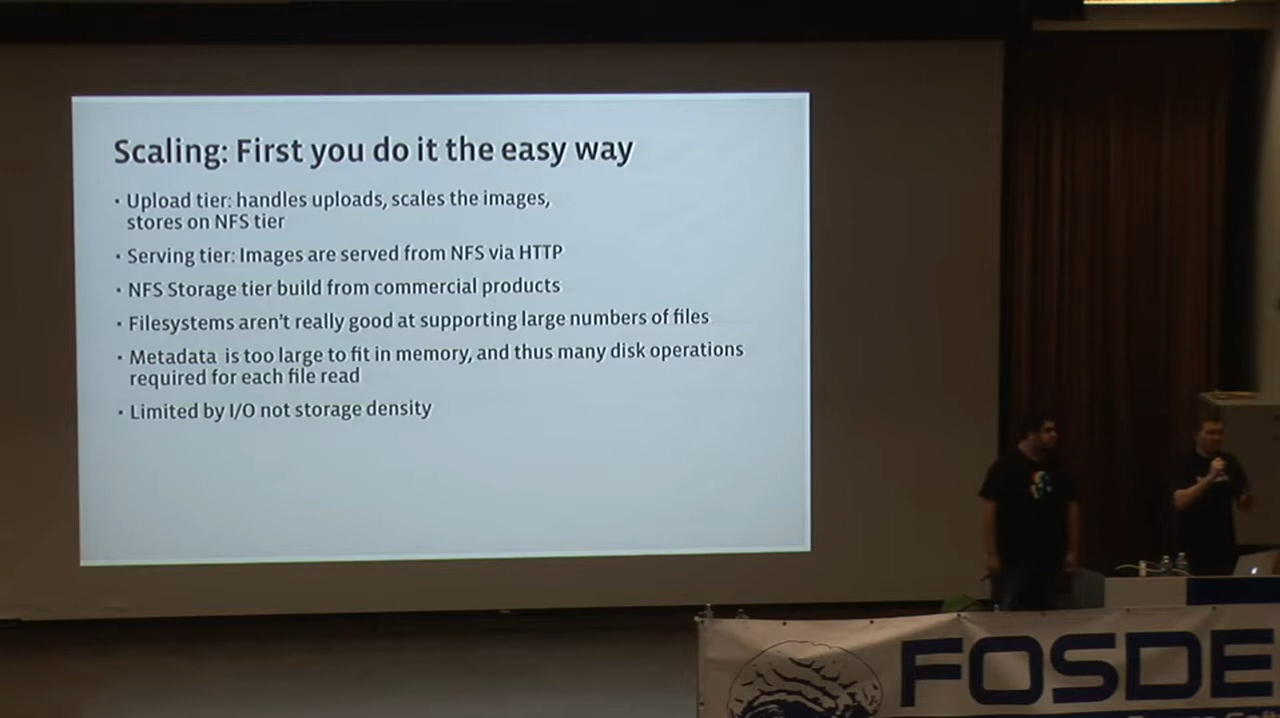 Scaling: First you do it the easy way
· Upload tier: handles uploads, scales the images,
stores on NFS tier
· Serving tier: Images are served from NFS via HTTP
· NFS Storage tier build from commercial products
· Filesystems aren't really good at supporting large numbers of files
· Metadata is too large to fit in memory, and thus many disk operations
required for each file read
· Limited by I/O not storage density
FOSDE